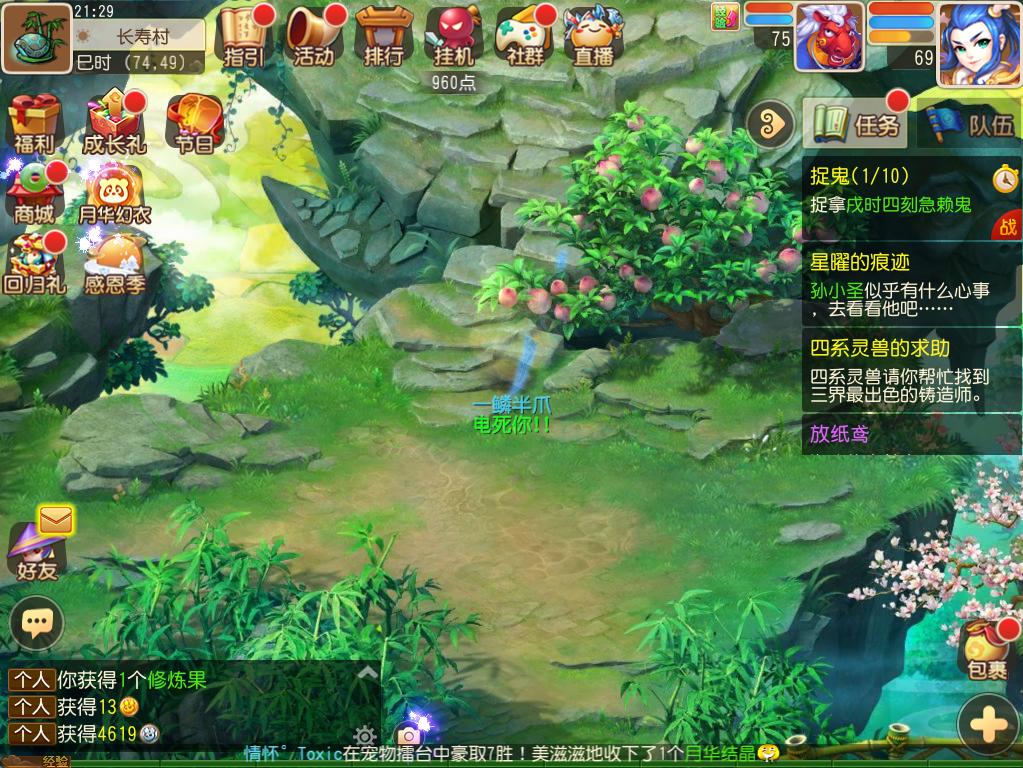 21:29
长寿村
巳时 (74,49)
指引
活动
排行
挂机
社群
直播
960点
经验
75
69
福利
成长礼
节日
商城
月华幻衣
回归礼
感恩季
任务
队伍
捉鬼(1/10)
捉拿戌时四刻急赖鬼
战
星曜的痕迹
孙小圣似乎有什么心事
，去看看他吧……
四系灵兽的求助
四系灵兽请你帮忙找到
三界最出色的铸造师。
放纸鸢
一鳞半爪
电死你!!
好友
包裹
个人 你获得1个修炼果
个人 获得13
个人 获得4619
情怀°Toxic在宠物擂台中豪取7胜！美滋滋地收下了1个月华结晶
经验